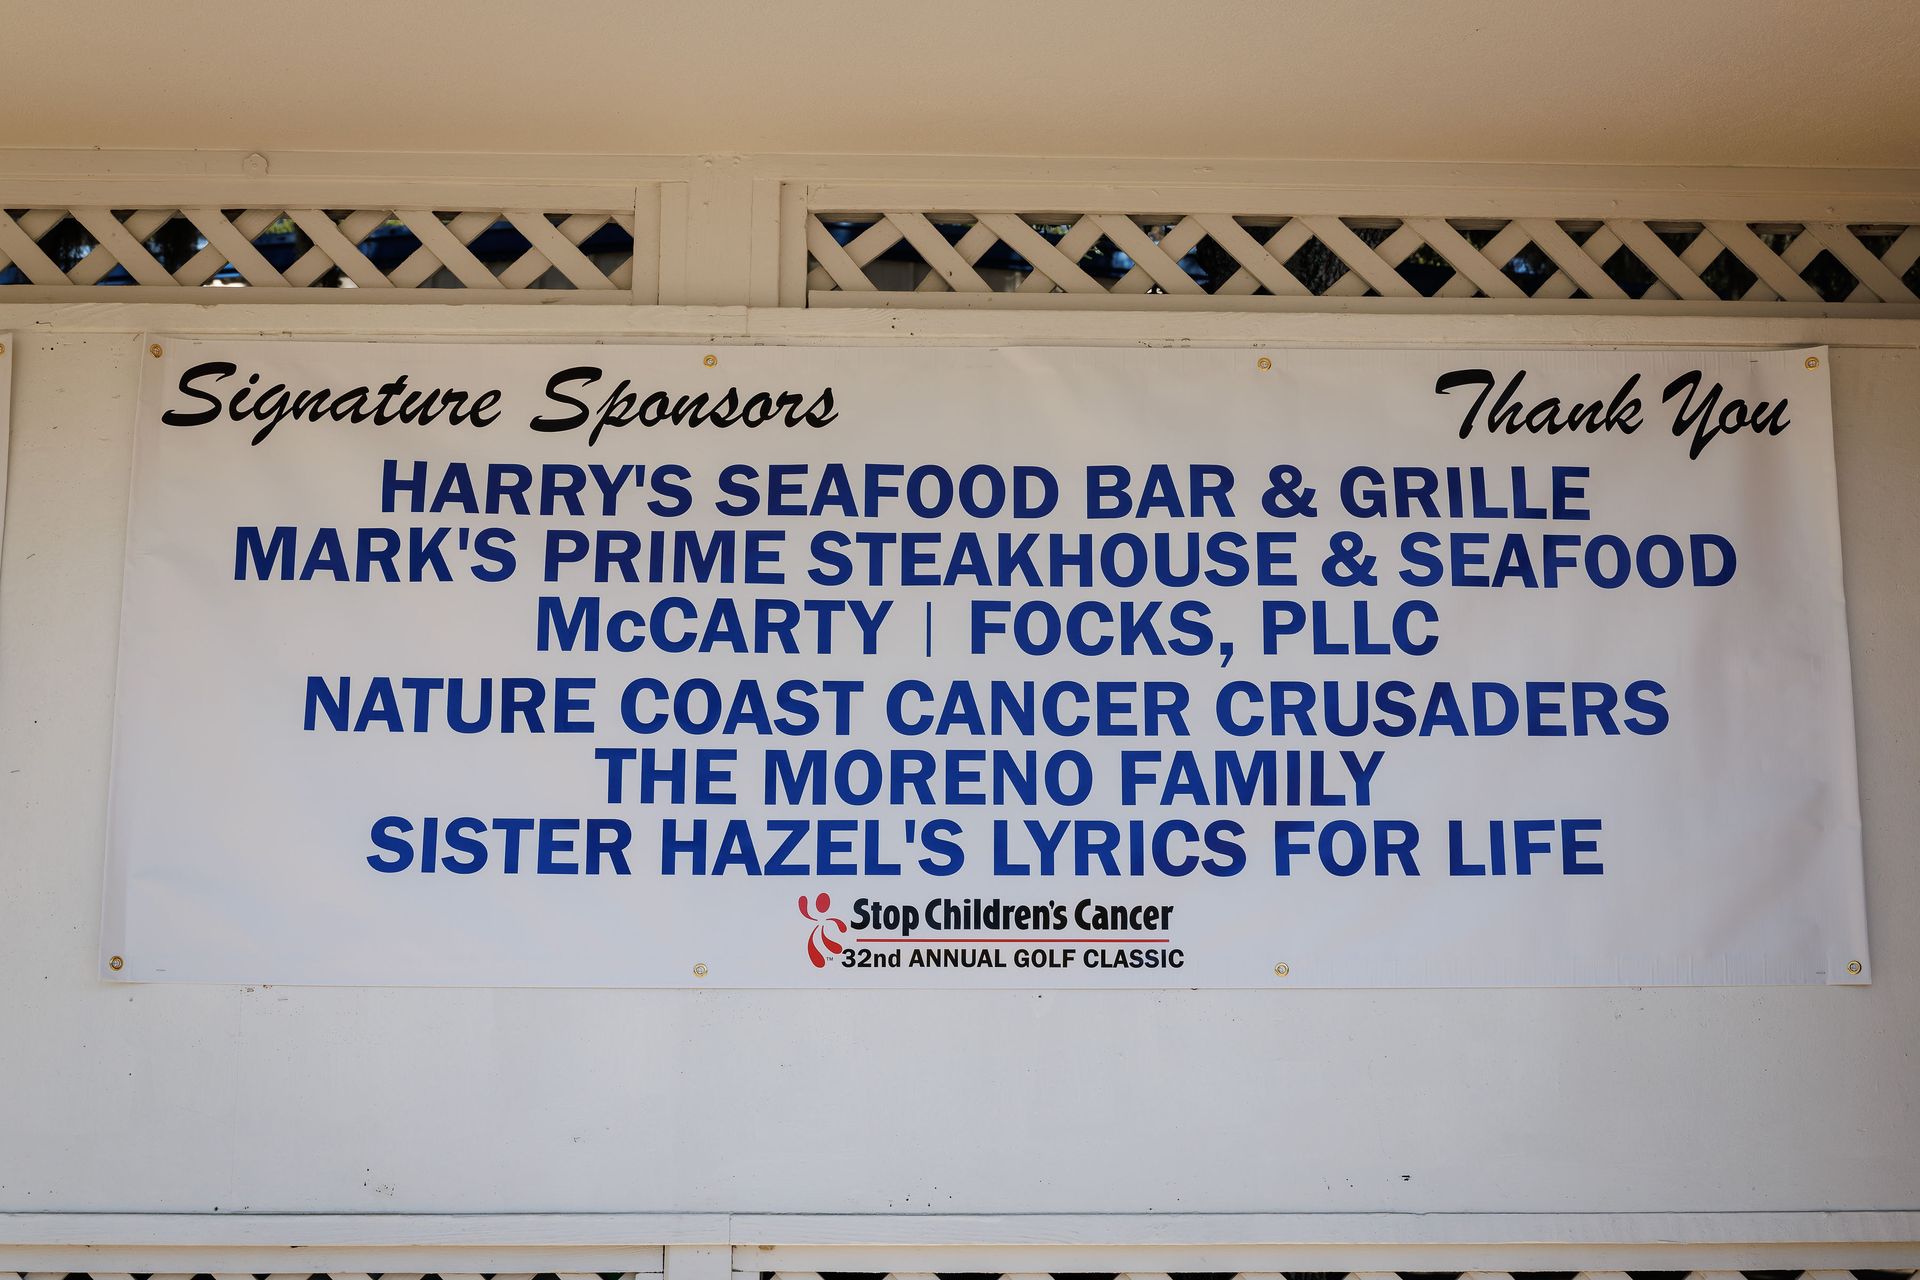 Signature Sponsors Thank You
HARRY'S SEAFOOD BAR & GRILLE
MARK'S PRIME STEAKHOUSE & SEAFOOD
McCARTY | FOCKS, PLLC
NATURE COAST CANCER CRUSADERS
THE MORENO FAMILY
SISTER HAZEL'S LYRICS FOR LIFE
Stop Children's Cancer
™ 32nd ANNUAL GOLF CLASSIC